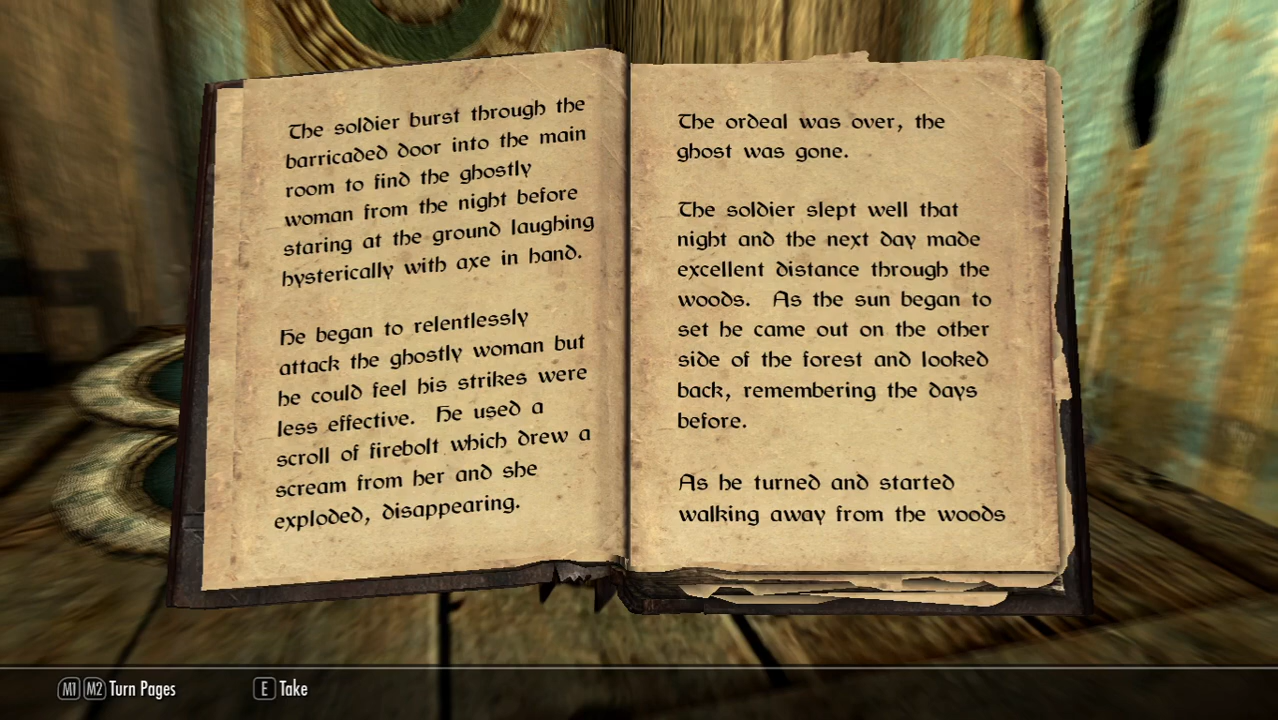 The soldier burst through the
barricaded door into the main
room to find the ghostly
woman from the night before
staring at the ground laughing
hysterically with axe in hand.
He began to relentlessly
attack the ghostly woman but
he could feel his strikes were
less effective. He used a
scroll of firebolt which drew a
scream from her and she
exploded, disappearing.
The ordeal was over, the
ghost was gone.
The soldier slept well that
night and the next day made
excellent distance through the
woods. As the sun began to
set he came out on the other
side of the forest and looked
back, remembering the days
before.
As he turned and started
walking away from the woods
M1 M2 Turn Pages
E Take